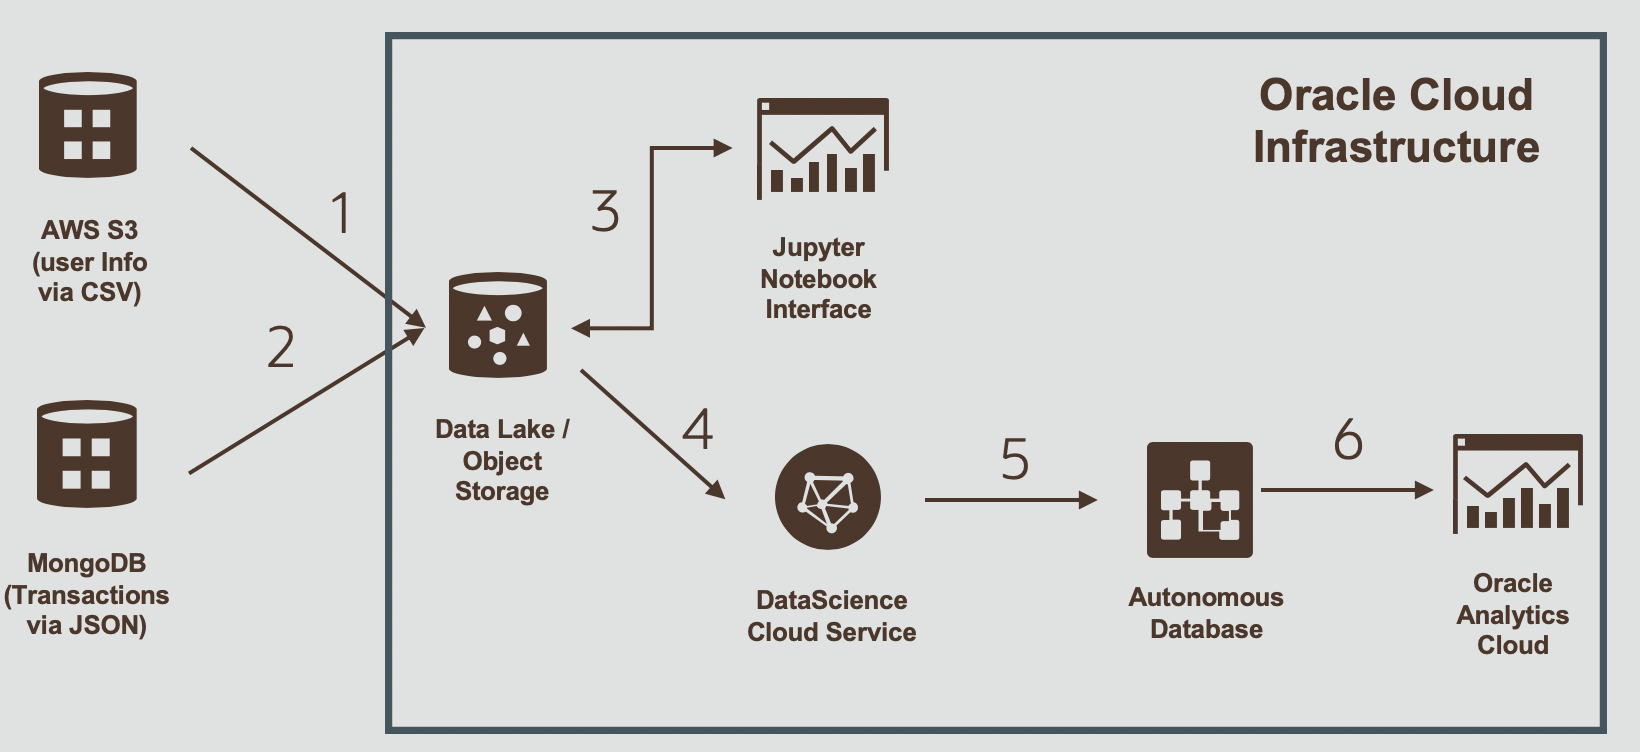 Oracle Cloud
Infrastructure
AWS S3
(user Info
via CSV)
1
2
MongoDB
(Transactions
via JSON)
Data Lake /
Object
Storage
3
Jupyter
Notebook
Interface
4
DataScience
Cloud Service
5
Autonomous
Database
6
Oracle
Analytics
Cloud